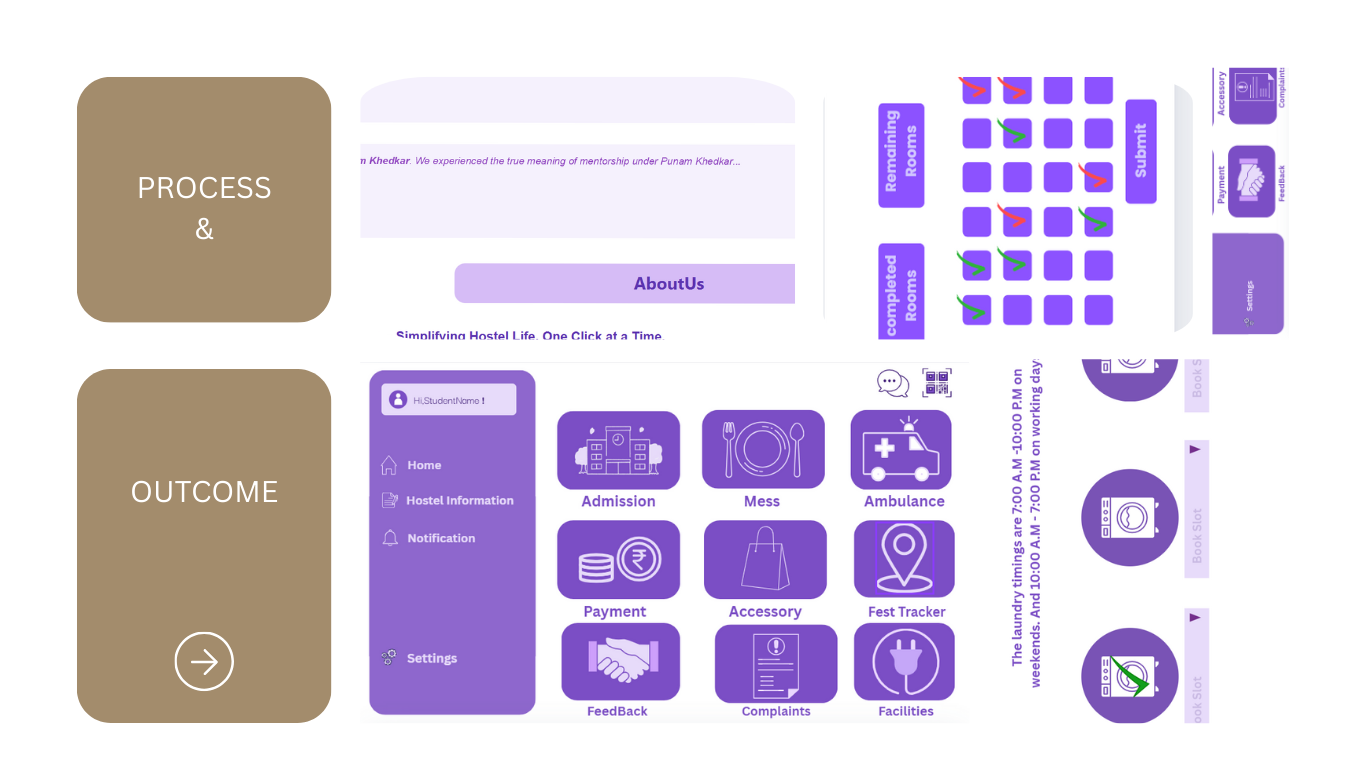 PROCESS
&
m Khedkar. We experienced the true meaning of mentorship under Punam Khedkar...
AboutUs
Simplifying Hostel Life. One Click at a Time.
Remaining
Rooms
completed
Rooms
Submit
Accessory
Complaints
Payment
FeedBack
Settings
OUTCOME
Hi,StudentName !
Home
Hostel Information
Notification
Settings
Admission
Mess
Ambulance
Payment
Accessory
Fest Tracker
FeedBack
Complaints
Facilities
The laundry timings are 7:00 A.M -10:00 P.M on
weekends. And 10:00 A.M - 7:00 P.M on working day
Book S
Book Slot
ook Slot